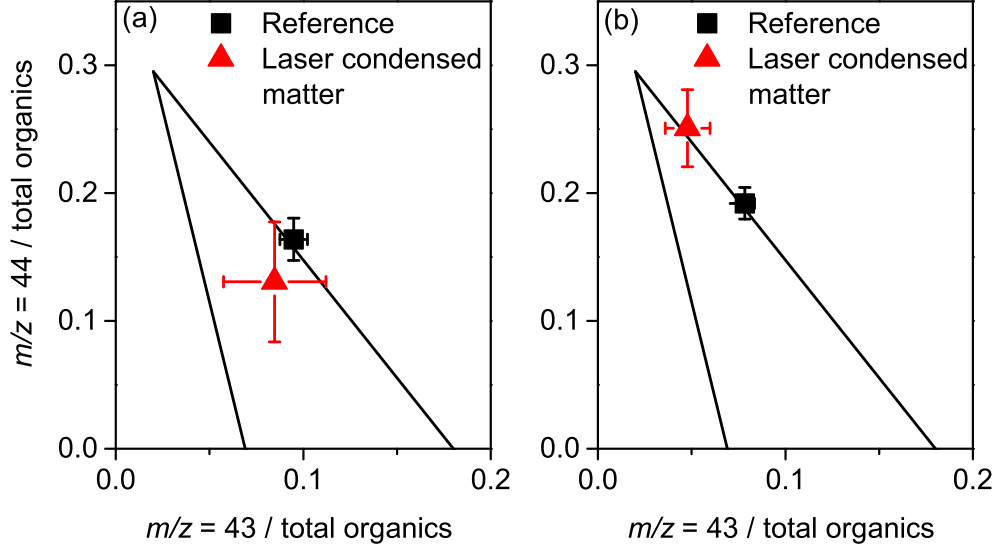 (a)
Reference
Laser condensed
matter
0.3
0.2
0.1
0.0
0.0
0.1
0.2
m/z = 44 / total organics
m/z = 43 / total organics
(b)
Reference
Laser condensed
matter
0.3
0.2
0.1
0.0
0.0
0.1
0.2
m/z = 43 / total organics